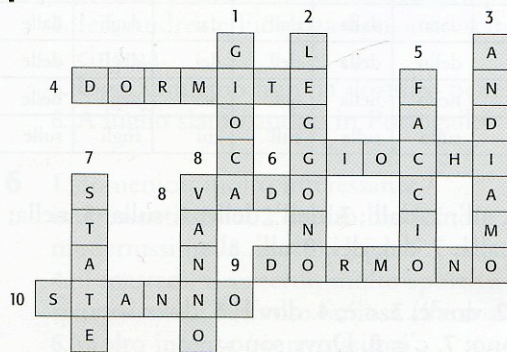 1 2 3
G L 5 A
4 D O R M I T E F N
O G A D
7 8 C 6 G I O C H I
S 8 V A D O C A
T A N I M
A N 9 D O R M O N O
10 S T A N N O
E O